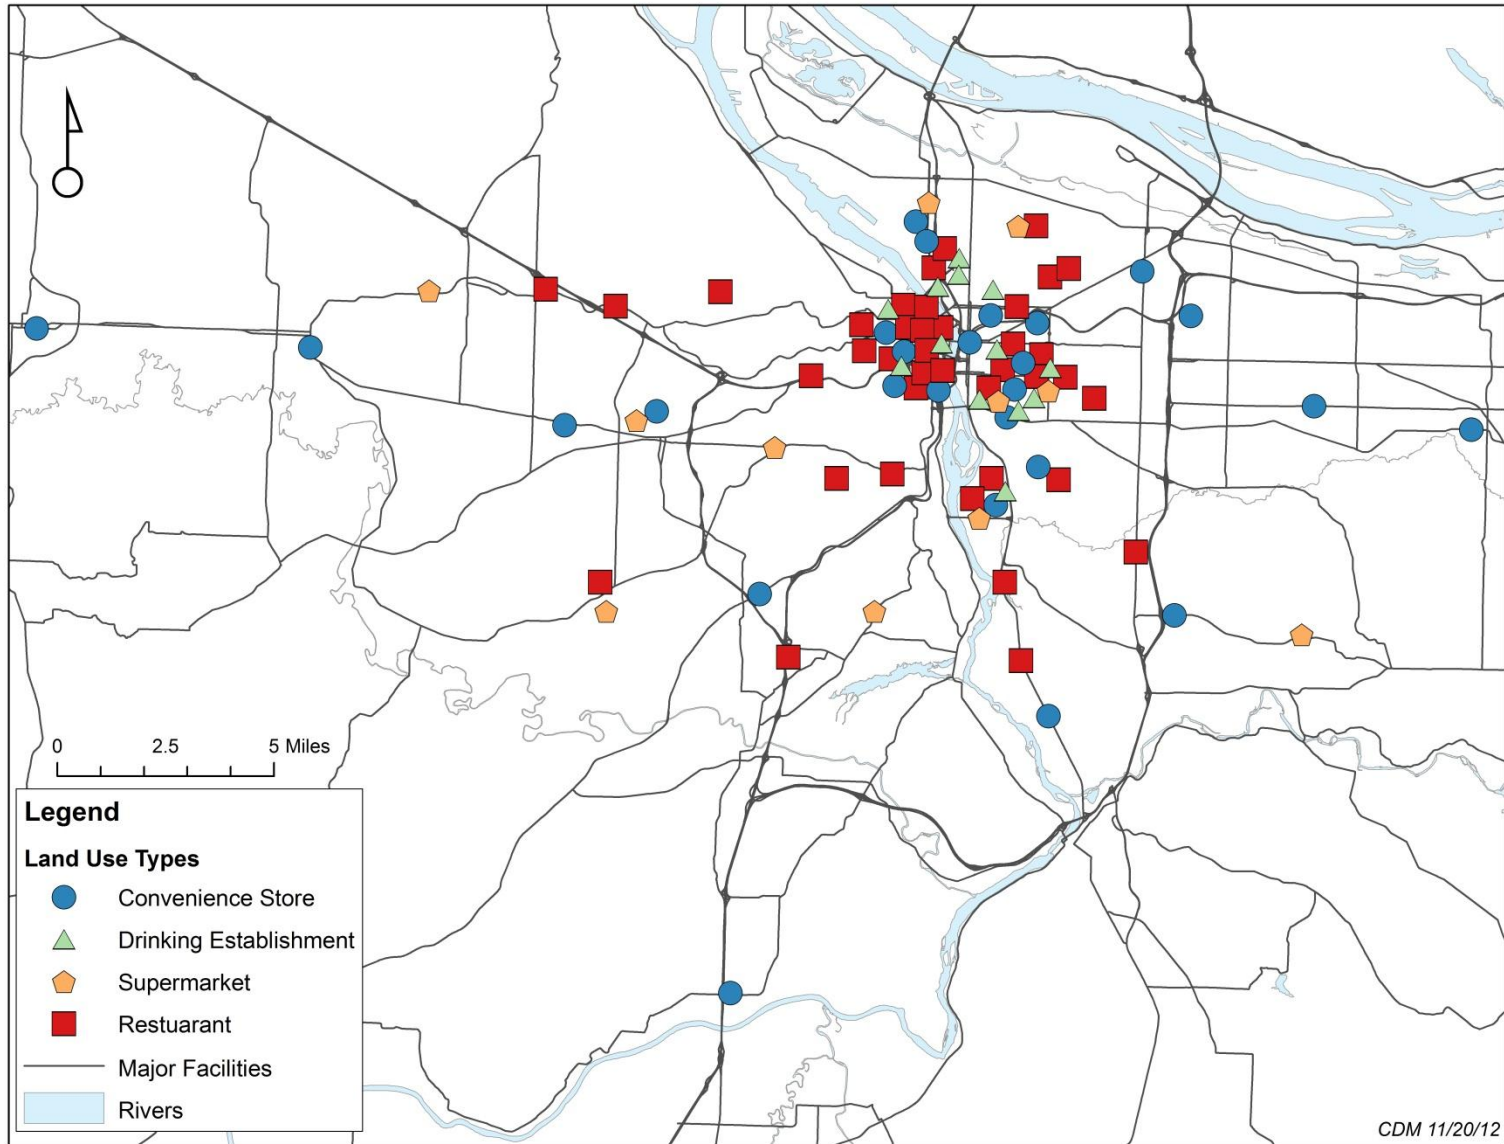 0 2.5 5 Miles
Legend
Land Use Types
Convenience Store
Drinking Establishment
Supermarket
Restuarant
Major Facilities
Rivers
CDM 11/20/12